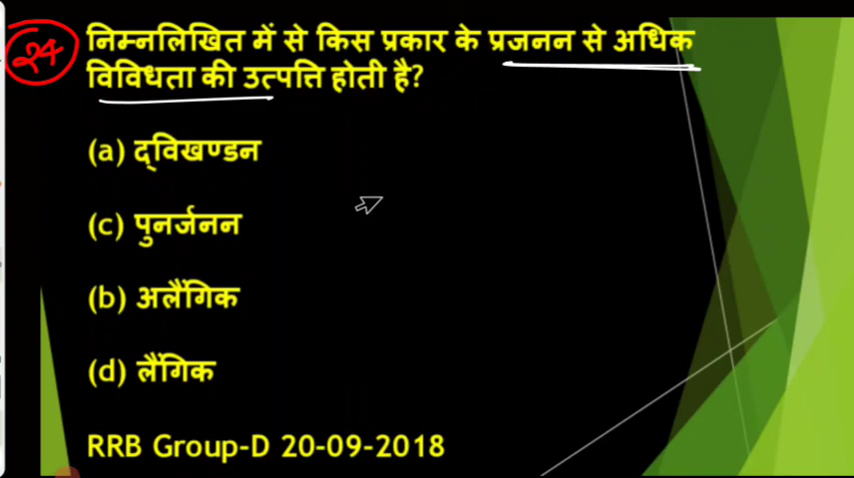 24
निम्नलिखित में से किस प्रकार के प्रजनन से अधिक
विविधता की उत्पत्ति होती है?
(a) द्विखण्डन
(c) पुनर्जनन
(b) अलैंगिक
(d) लैंगिक
RRB Group-D 20-09-2018